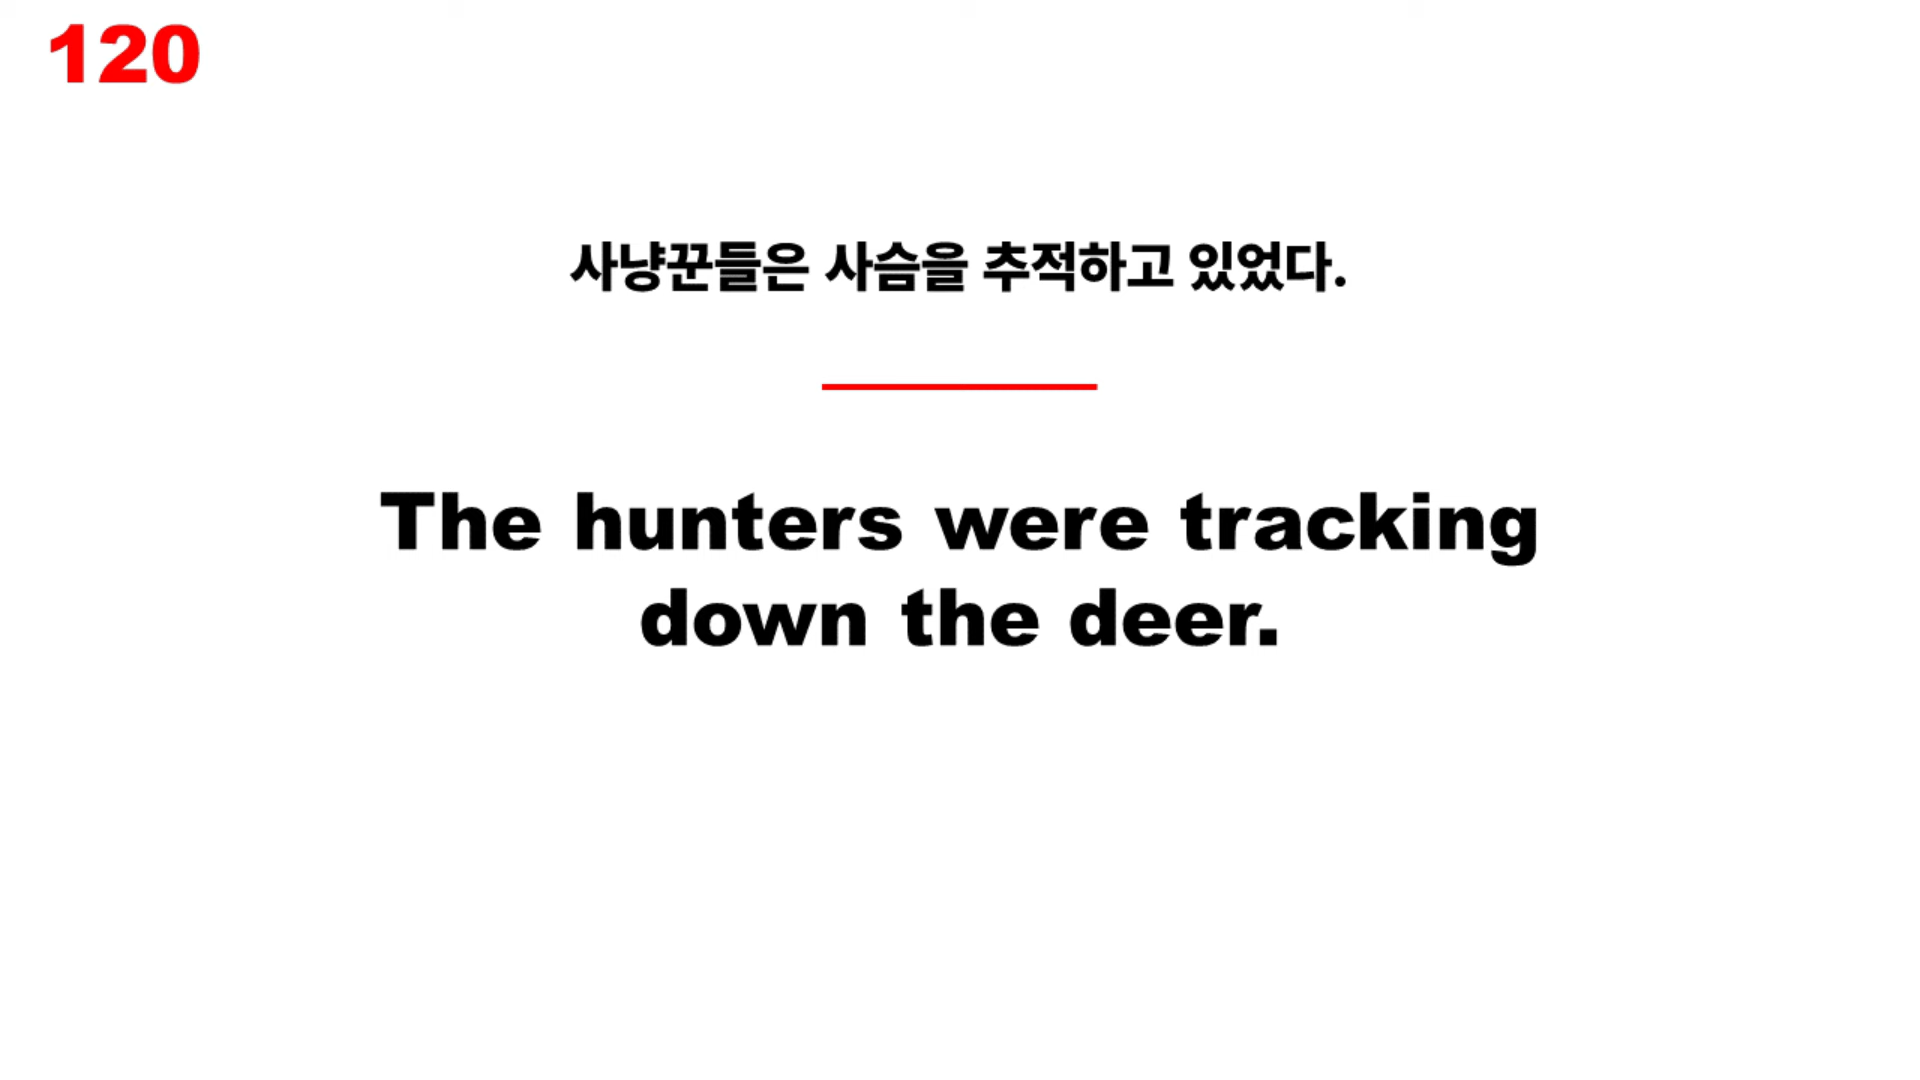 120
사냥꾼들은 사슴을 추적하고 있었다.
The hunters were tracking
down the deer.